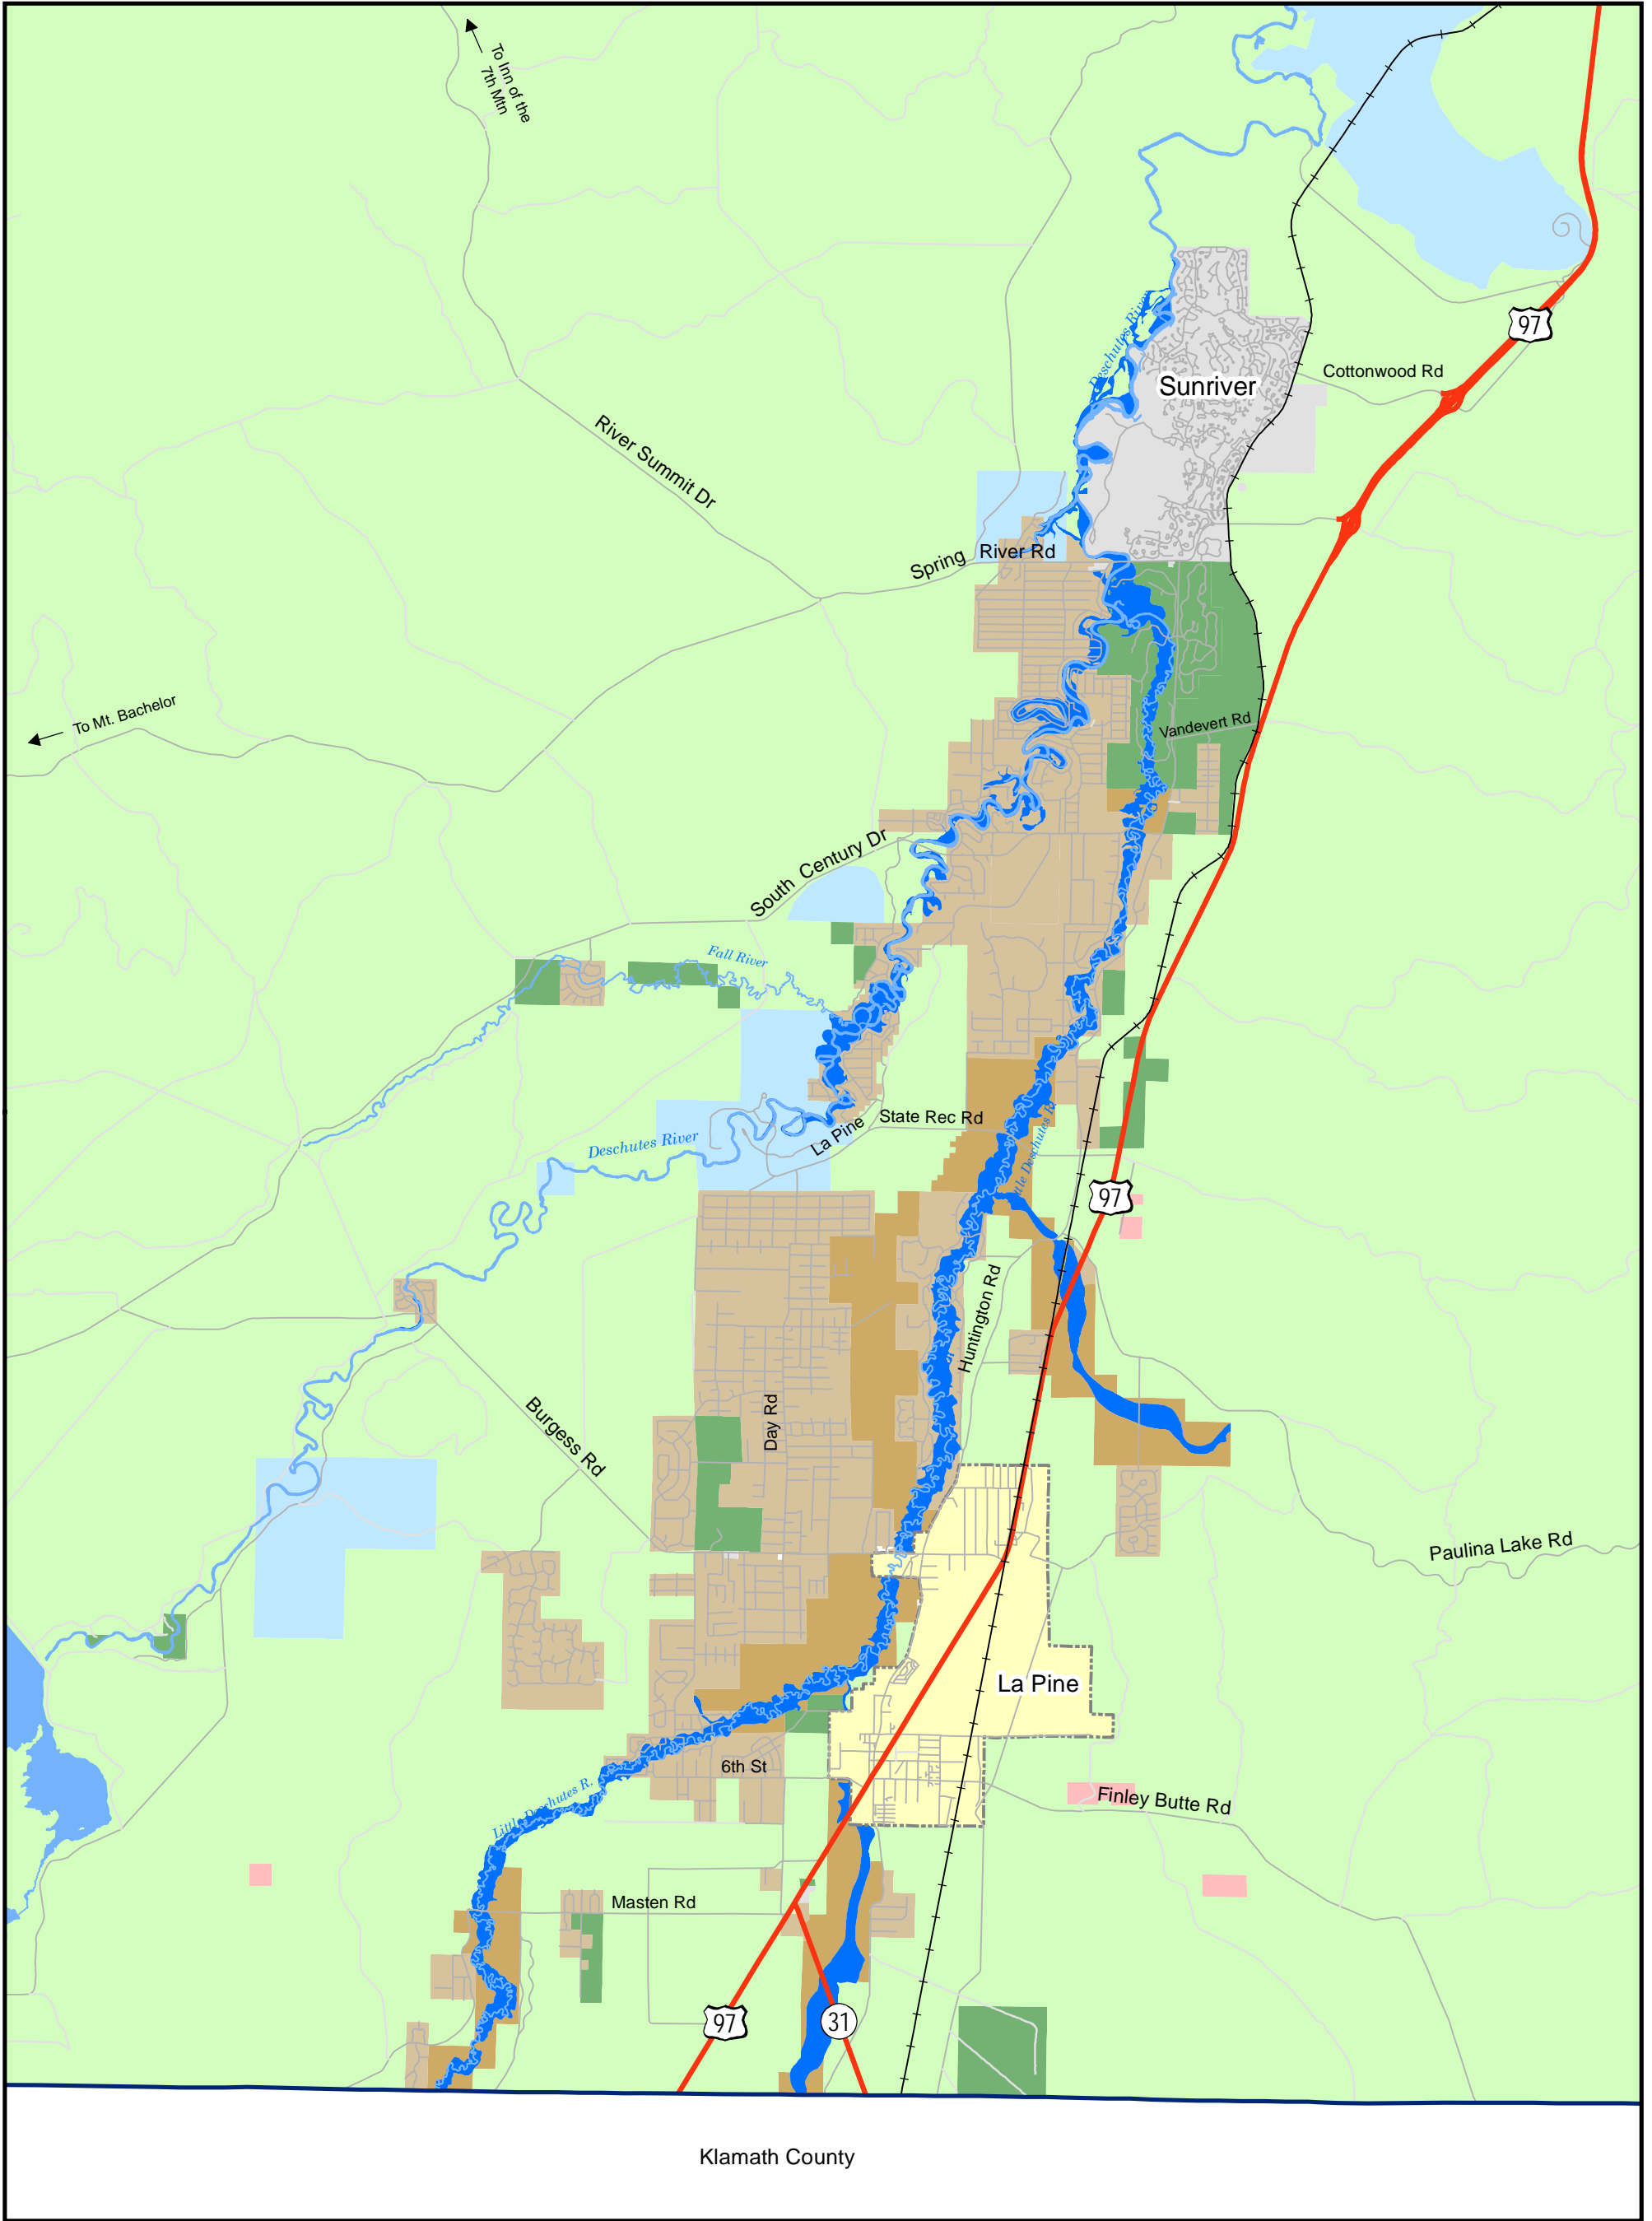 To Inn of the
7th Mtn
97
Deschutes River
Cottonwood Rd
Sunriver
River Summit Dr
Spring River Rd
To Mt. Bachelor
Vandevert Rd
South Century Dr
Fall River
La Pine State Rec Rd
Deschutes River
97
Huntington Rd
Day Rd
Burgess Rd
Paulina Lake Rd
La Pine
6th St
Finley Butte Rd
Little Deschutes R.
Masten Rd
97
31
Klamath County